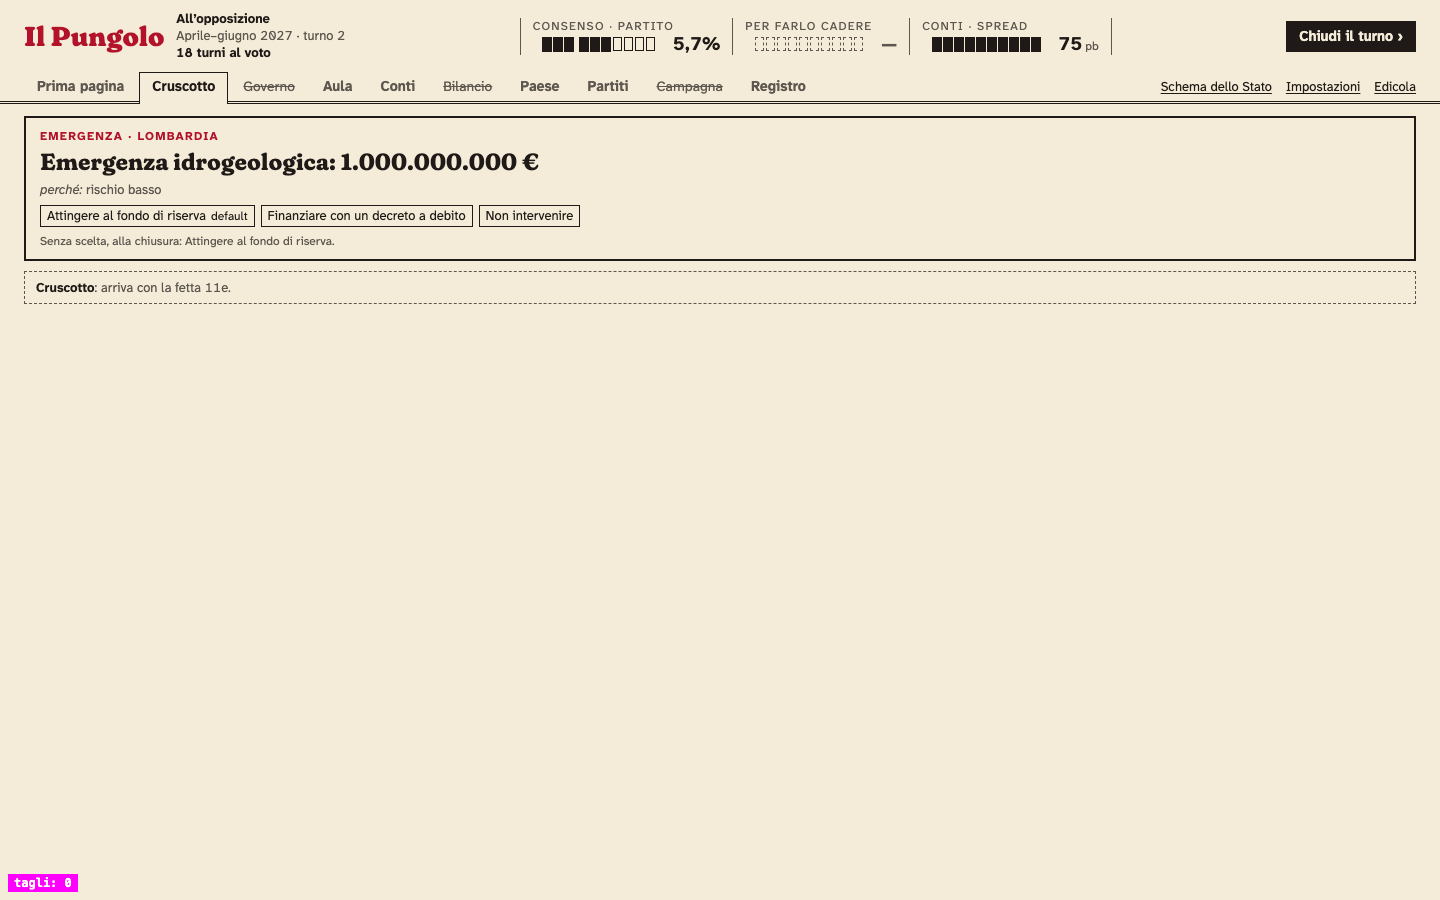 Il Pungolo
All’opposizione
Aprile–giugno 2027 · turno 2
18 turni al voto
CONSENSO · PARTITO
5,7%
PER FARLO CADERE
—
CONTI · SPREAD
75 pb
Chiudi il turno ›
Prima pagina Cruscotto Governo Aula Conti Bilancio Paese Partiti Campagna Registro
Schema dello Stato Impostazioni Edicola
EMERGENZA · LOMBARDIA
Emergenza idrogeologica: 1.000.000.000 €
perché: rischio basso
Attingere al fondo di riserva default Finanziare con un decreto a debito Non intervenire
Senza scelta, alla chiusura: Attingere al fondo di riserva.
Cruscotto: arriva con la fetta 11e.
tagli: 0